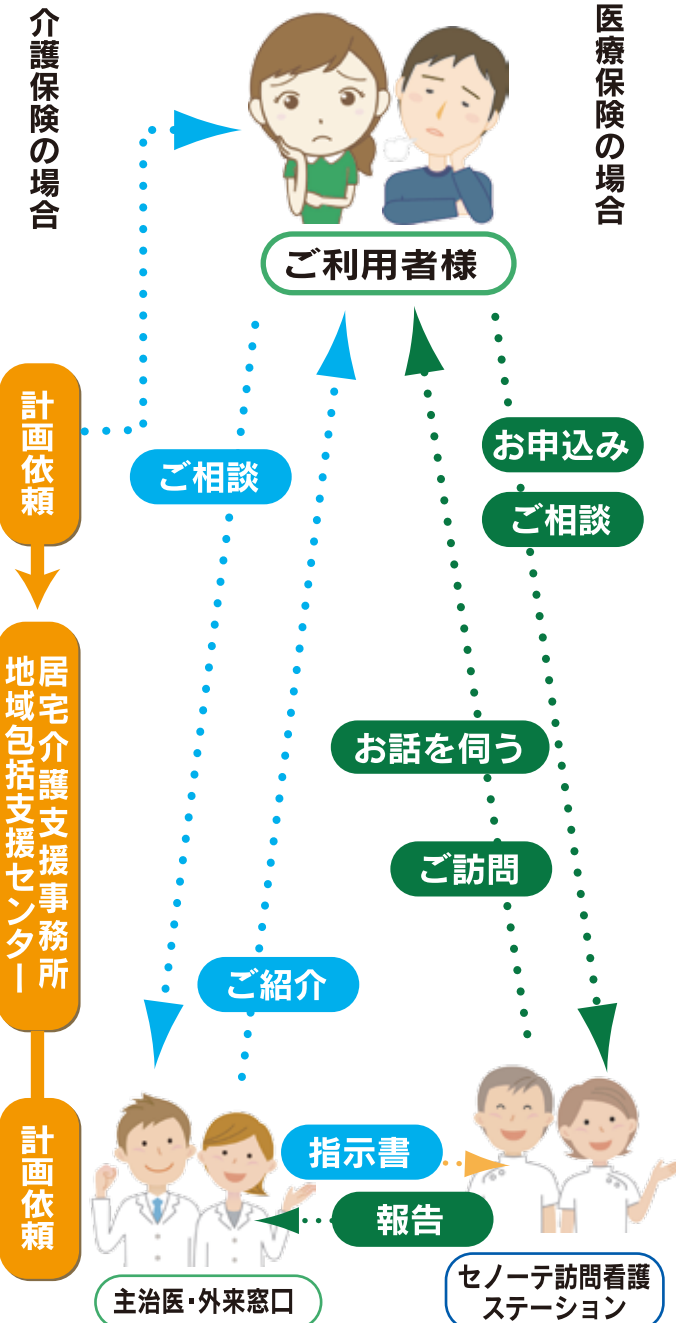 介護保険の場合
医療保険の場合
ご利用者様
計画依頼
ご相談
お申込み
ご相談
居宅介護支援事務所
地域包括支援センター
お話を伺う
ご訪問
ご紹介
計画依頼
指示書
報告
主治医・外来窓口
セノーテ訪問看護
ステーション